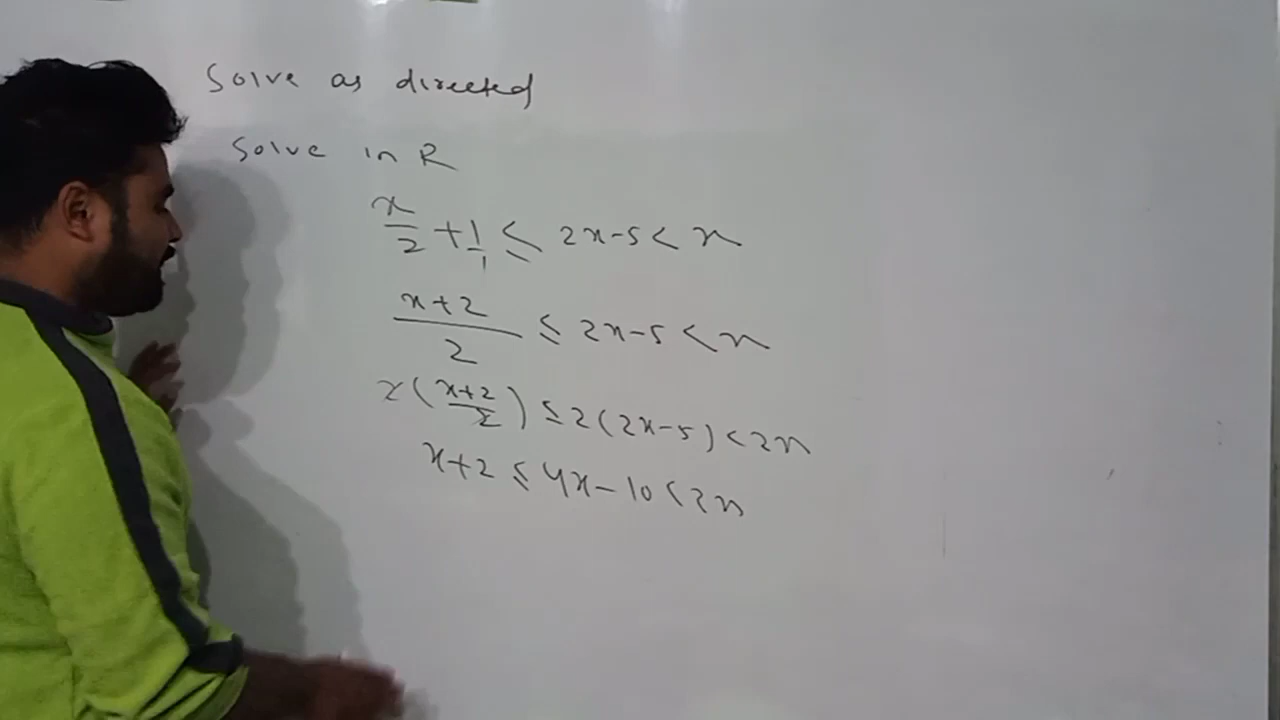 Solve as directed
Solve in R
x/2 + 1/1 ≤ 2x-5 < x
x+2/2 ≤ 2x-5 < x
2(x+2/2) ≤ 2(2x-5) < 2x
x+2 ≤ 4x-10 < 2x